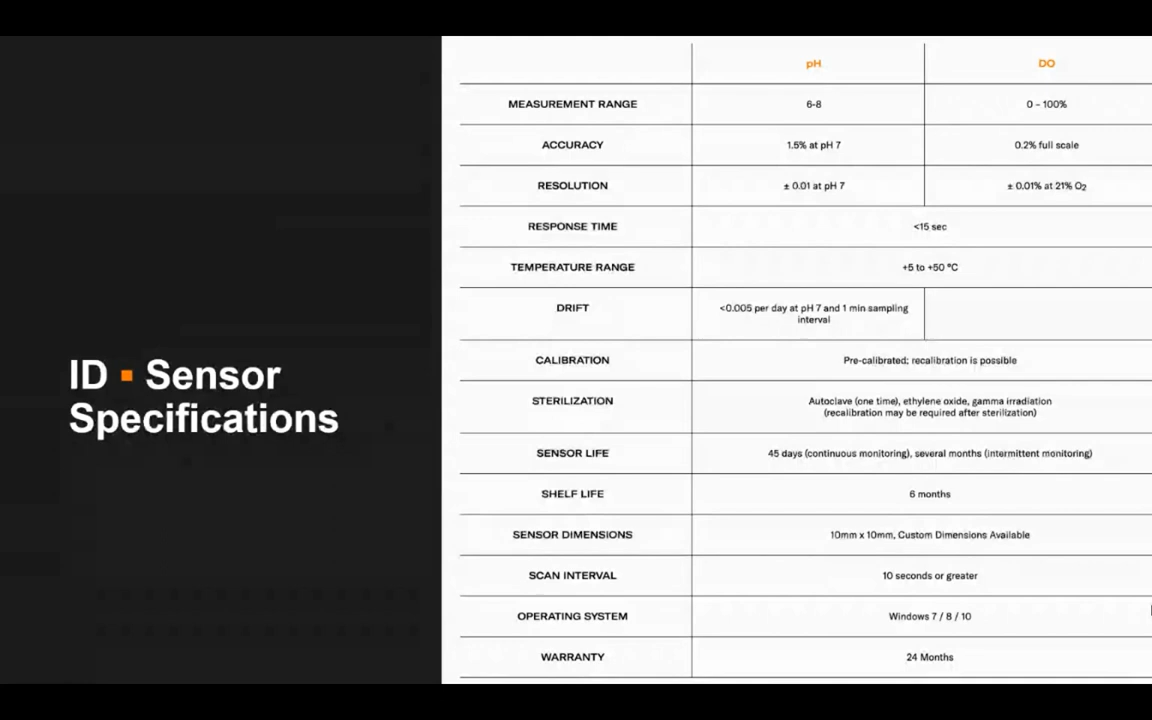 ID ▪ Sensor
Specifications
pH DO
MEASUREMENT RANGE 6-8 0 – 100%
ACCURACY 1.5% at pH 7 0.2% full scale
RESOLUTION ± 0.01 at pH 7 ± 0.01% at 21% O2
RESPONSE TIME <15 sec
TEMPERATURE RANGE +5 to +50 °C
DRIFT <0.005 per day at pH 7 and 1 min sampling
interval
CALIBRATION Pre-calibrated; recalibration is possible
STERILIZATION Autoclave (one time), ethylene oxide, gamma irradiation
(recalibration may be required after sterilization)
SENSOR LIFE 45 days (continuous monitoring), several months (intermittent monitoring)
SHELF LIFE 6 months
SENSOR DIMENSIONS 10mm x 10mm, Custom Dimensions Available
SCAN INTERVAL 10 seconds or greater
OPERATING SYSTEM Windows 7 / 8 / 10
WARRANTY 24 Months